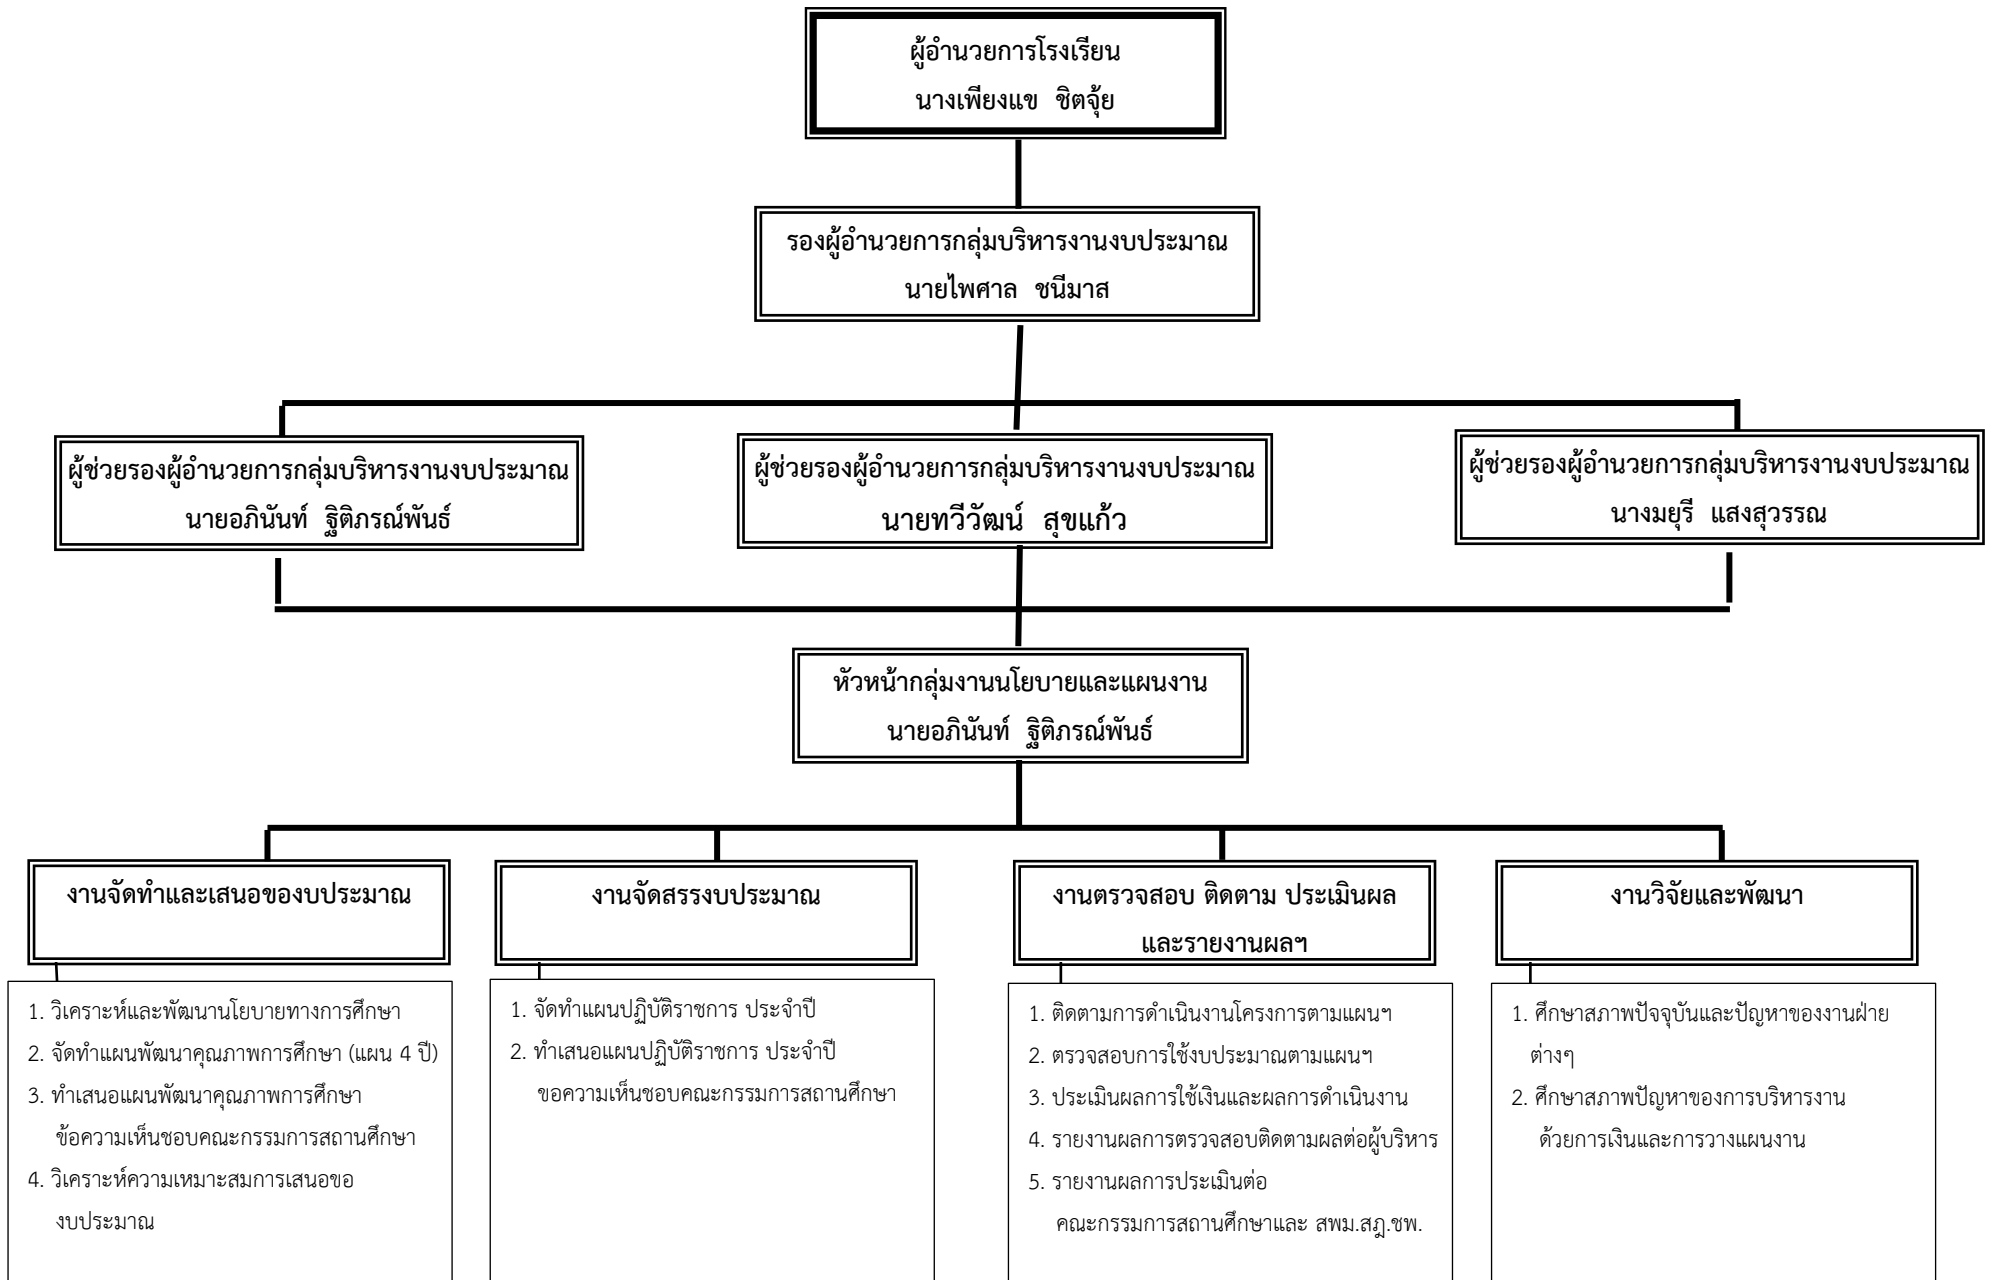 ผู้อำนวยการโรงเรียน
นางเพียงแข  ชิตจุ้ย
รองผู้อำนวยการกลุ่มบริหารงานงบประมาณ
นายไพศาล  ชนีมาส
ผู้ช่วยรองผู้อำนวยการกลุ่มบริหารงานงบประมาณ
นายอภินันท์  ฐิติภรณ์พันธ์
ผู้ช่วยรองผู้อำนวยการกลุ่มบริหารงานงบประมาณ
นายทวีวัฒน์  สุขแก้ว
ผู้ช่วยรองผู้อำนวยการกลุ่มบริหารงานงบประมาณ
นางมยุรี  แสงสุวรรณ
หัวหน้ากลุ่มงานนโยบายและแผนงาน
นายอภินันท์  ฐิติภรณ์พันธ์
งานจัดทำและเสนอของบประมาณ
1. วิเคราะห์และพัฒนานโยบายทางการศึกษา
2. จัดทำแผนพัฒนาคุณภาพการศึกษา (แผน 4 ปี)
3. ทำเสนอแผนพัฒนาคุณภาพการศึกษา
ข้อความเห็นชอบคณะกรรมการสถานศึกษา
4. วิเคราะห์ความเหมาะสมการเสนอขอ
งบประมาณ
งานจัดสรรงบประมาณ
1. จัดทำแผนปฏิบัติราชการ ประจำปี
2. ทำเสนอแผนปฏิบัติราชการ ประจำปี
ขอความเห็นชอบคณะกรรมการสถานศึกษา
งานตรวจสอบ ติดตาม ประเมินผล
และรายงานผลฯ
1. ติดตามการดำเนินงานโครงการตามแผนฯ
2. ตรวจสอบการใช้งบประมาณตามแผนฯ
3. ประเมินผลการใช้เงินและผลการดำเนินงาน
4. รายงานผลการตรวจสอบติดตามผลต่อผู้บริหาร
5. รายงานผลการประเมินต่อ
คณะกรรมการสถานศึกษาและ สพม.สฎ.ชพ.
งานวิจัยและพัฒนา
1. ศึกษาสภาพปัจจุบันและปัญหาของงานฝ่าย
ต่างๆ
2. ศึกษาสภาพปัญหาของการบริหารงาน
ด้วยการเงินและการวางแผนงาน